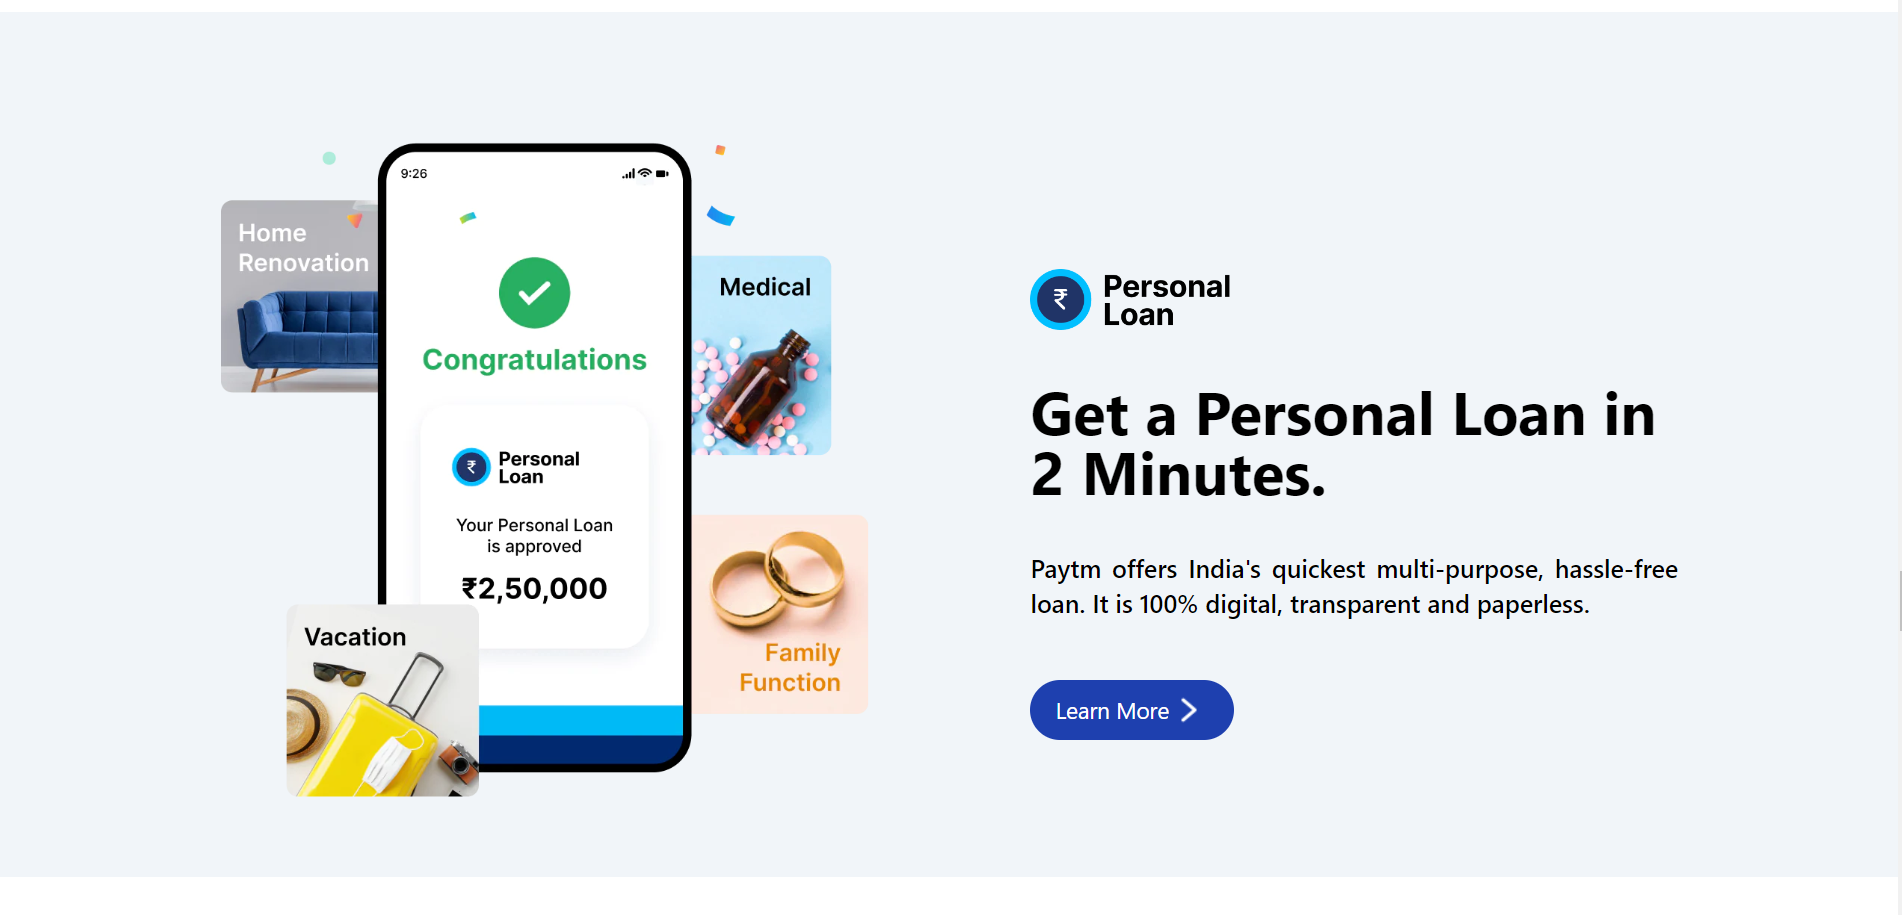 9:26
Home
Renovation
Medical
Congratulations
₹ Personal
Loan
Your Personal Loan
is approved
₹2,50,000
Vacation
Family
Function
₹ Personal
Loan
Get a Personal Loan in
2 Minutes.
Paytm offers India's quickest multi-purpose, hassle-free
loan. It is 100% digital, transparent and paperless.
Learn More